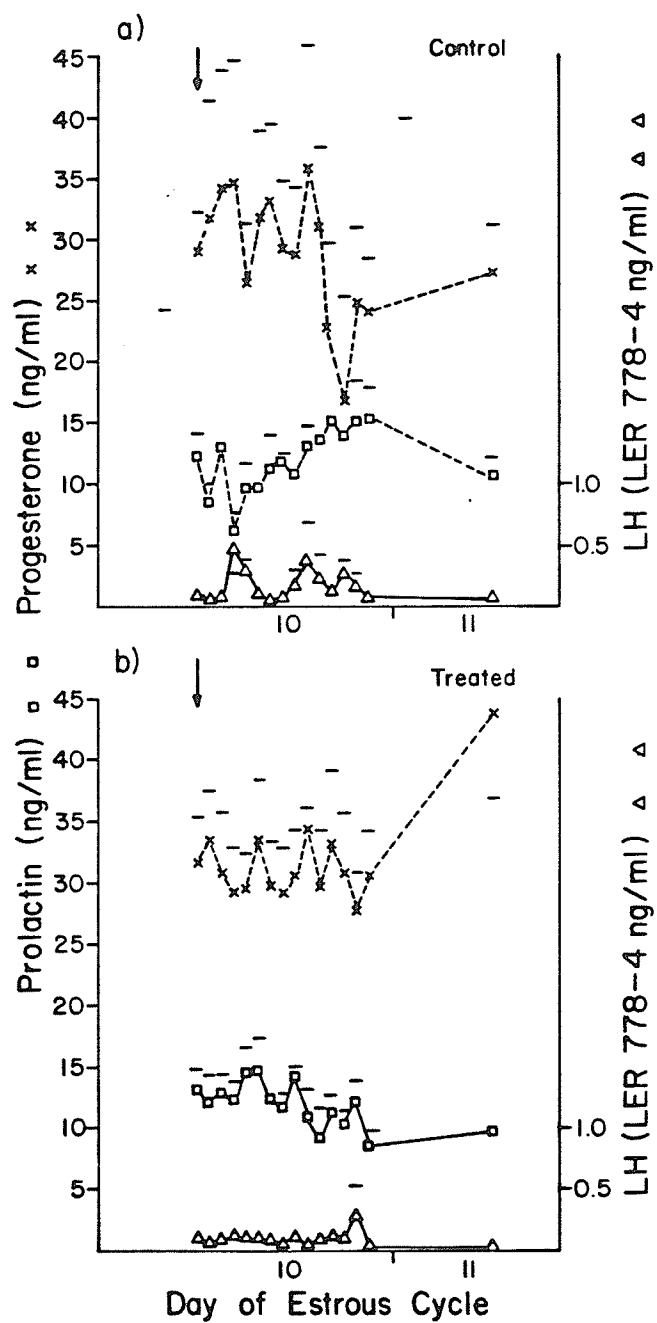 a)
Control
45
40
35
30
25
20
15
10
5
1.0
0.5
10
11
Progesterone (ng/ml) x x
LH (LER 778-4 ng/ml) △ △
b)
Treated
45
40
35
30
25
20
15
10
5
1.0
0.5
10
11
Prolactin (ng/ml) □ □
LH (LER 778-4 ng/ml) △ △
Day of Estrous Cycle